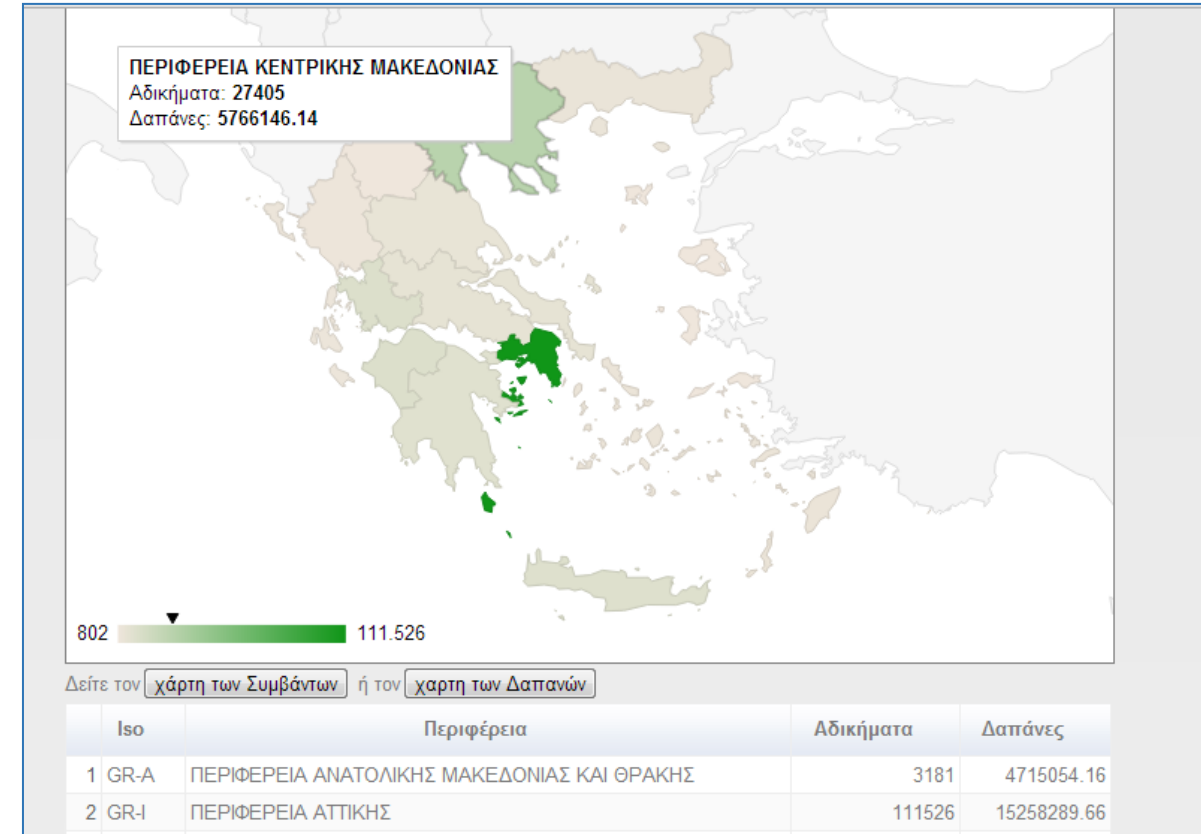 ΠΕΡΙΦΕΡΕΙΑ ΚΕΝΤΡΙΚΗΣ ΜΑΚΕΔΟΝΙΑΣ
Αδικήματα: 27405
Δαπάνες: 5766146.14
802 111.526
Δείτε τον χάρτη των Συμβάντων ή τον χαρτη των Δαπανών
Iso Περιφέρεια Αδικήματα Δαπάνες
1 GR-A ΠΕΡΙΦΕΡΕΙΑ ΑΝΑΤΟΛΙΚΗΣ ΜΑΚΕΔΟΝΙΑΣ ΚΑΙ ΘΡΑΚΗΣ 3181 4715054.16
2 GR-I ΠΕΡΙΦΕΡΕΙΑ ΑΤΤΙΚΗΣ 111526 15258289.66